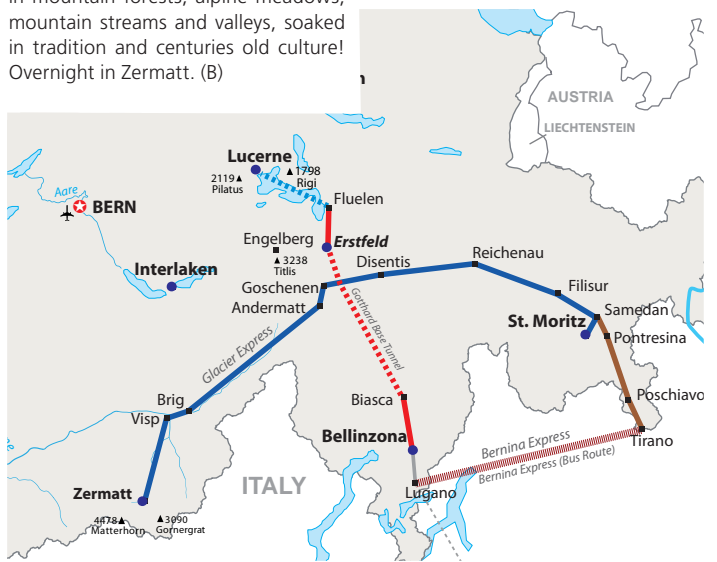 in mountain forests, alpine meadows,
mountain streams and valleys, soaked
in tradition and centuries old culture!
Overnight in Zermatt. (B)
AUSTRIA
LIECHTENSTEIN
Lucerne
2119
Pilatus
1798
Rigi
Aare
BERN
Fluelen
Engelberg
Erstfeld
3238
Titlis
Interlaken
Disentis
Reichenau
Goschenen
Andermatt
Filisur
Samedan
St. Moritz
Pontresina
Gotthard Base Tunnel
Glacier Express
Brig
Visp
Biasca
Poschiavo
Bellinzona
Tirano
Bernina Express
Bernina Express (Bus Route)
Zermatt
ITALY
Lugano
4478
Matterhorn
3090
Gornergrat